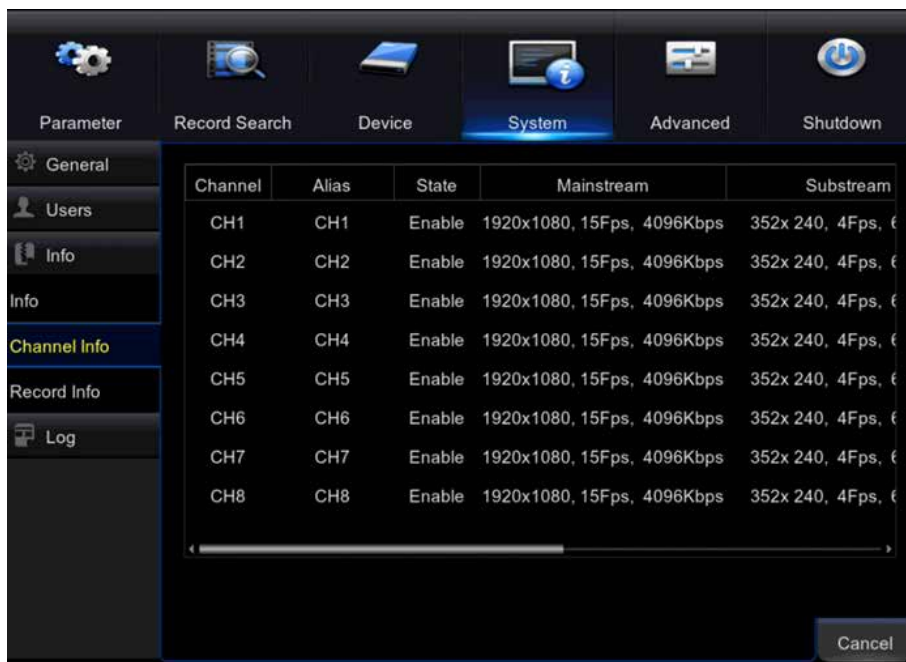 Parameter Record Search Device System Advanced Shutdown
General
Users
Info
Info
Channel Info
Record Info
Log
Channel Alias State Mainstream Substream
CH1 CH1 Enable 1920x1080, 15Fps, 4096Kbps 352x 240, 4Fps,
CH2 CH2 Enable 1920x1080, 15Fps, 4096Kbps 352x 240, 4Fps,
CH3 CH3 Enable 1920x1080, 15Fps, 4096Kbps 352x 240, 4Fps,
CH4 CH4 Enable 1920x1080, 15Fps, 4096Kbps 352x 240, 4Fps,
CH5 CH5 Enable 1920x1080, 15Fps, 4096Kbps 352x 240, 4Fps,
CH6 CH6 Enable 1920x1080, 15Fps, 4096Kbps 352x 240, 4Fps,
CH7 CH7 Enable 1920x1080, 15Fps, 4096Kbps 352x 240, 4Fps,
CH8 CH8 Enable 1920x1080, 15Fps, 4096Kbps 352x 240, 4Fps,
Cancel